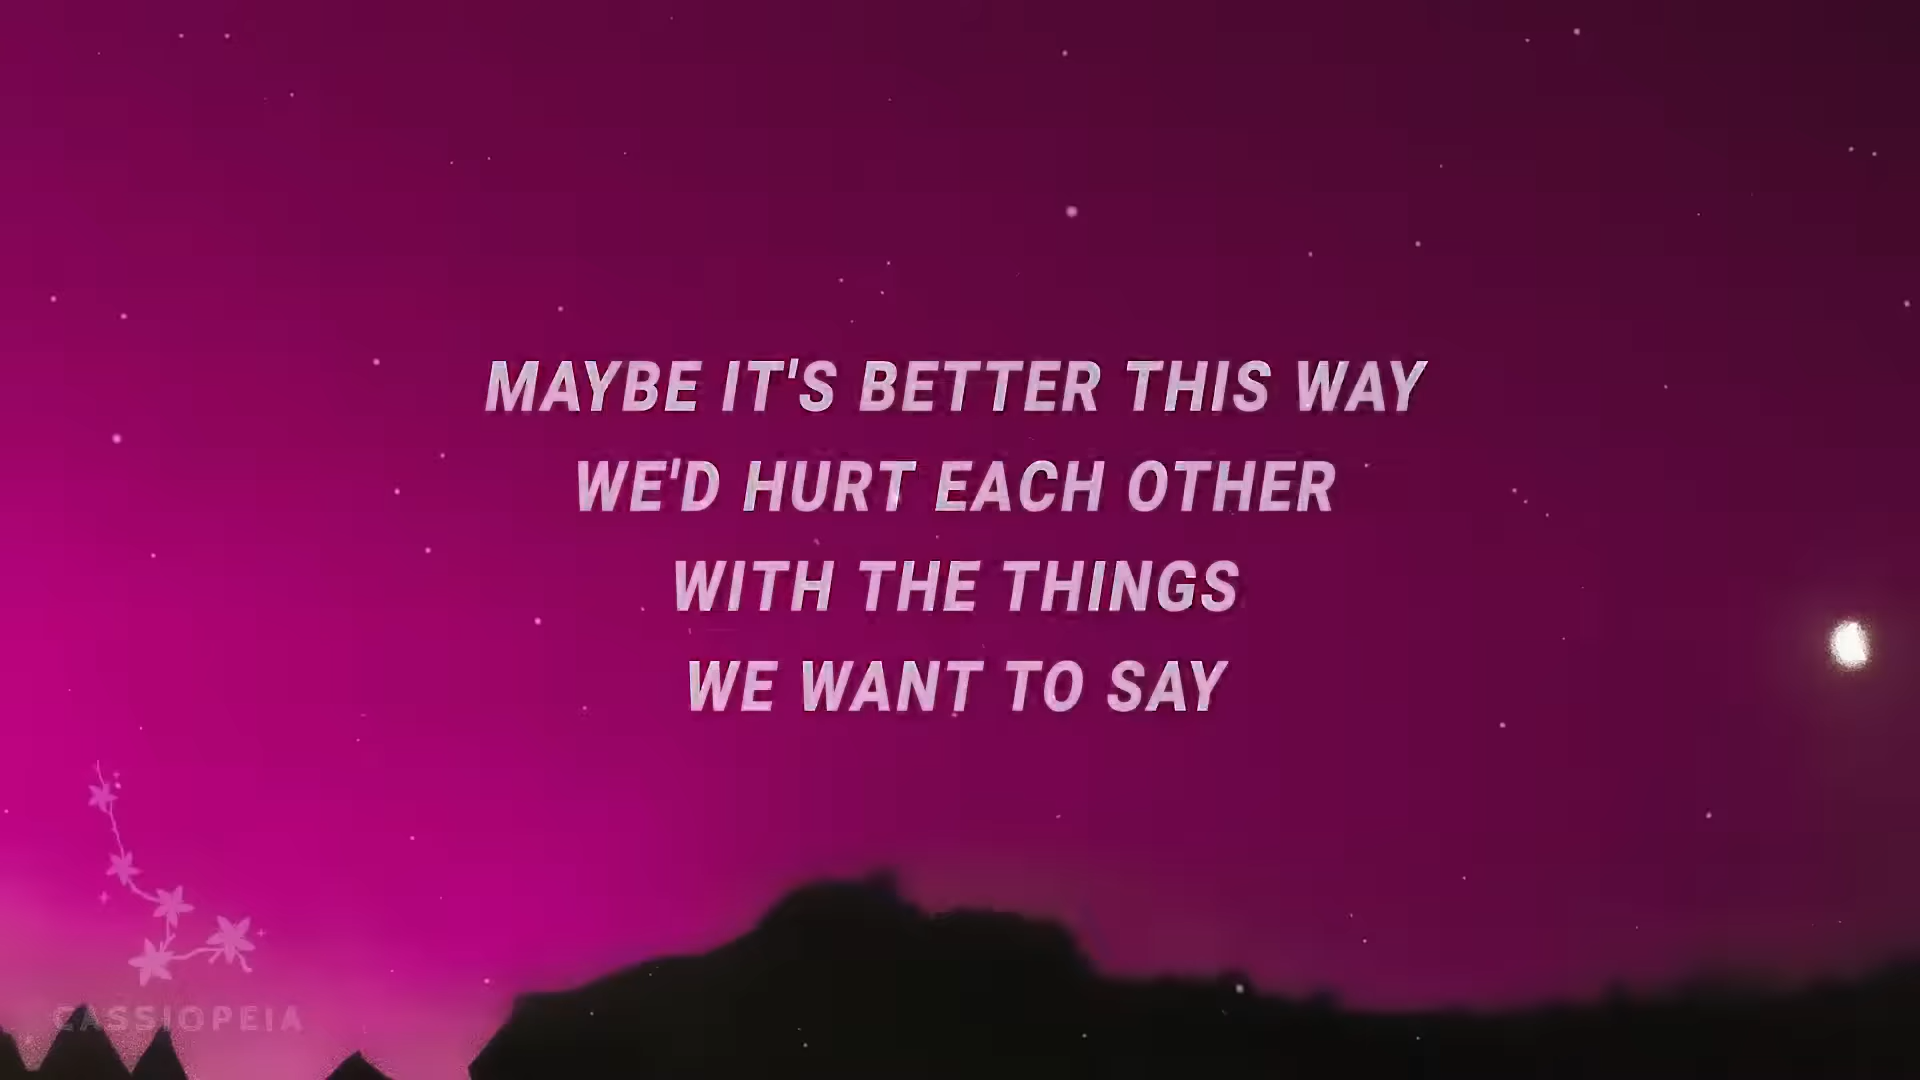 MAYBE IT'S BETTER THIS WAY
WE'D HURT EACH OTHER
WITH THE THINGS
WE WANT TO SAY
CASSIOPEIA